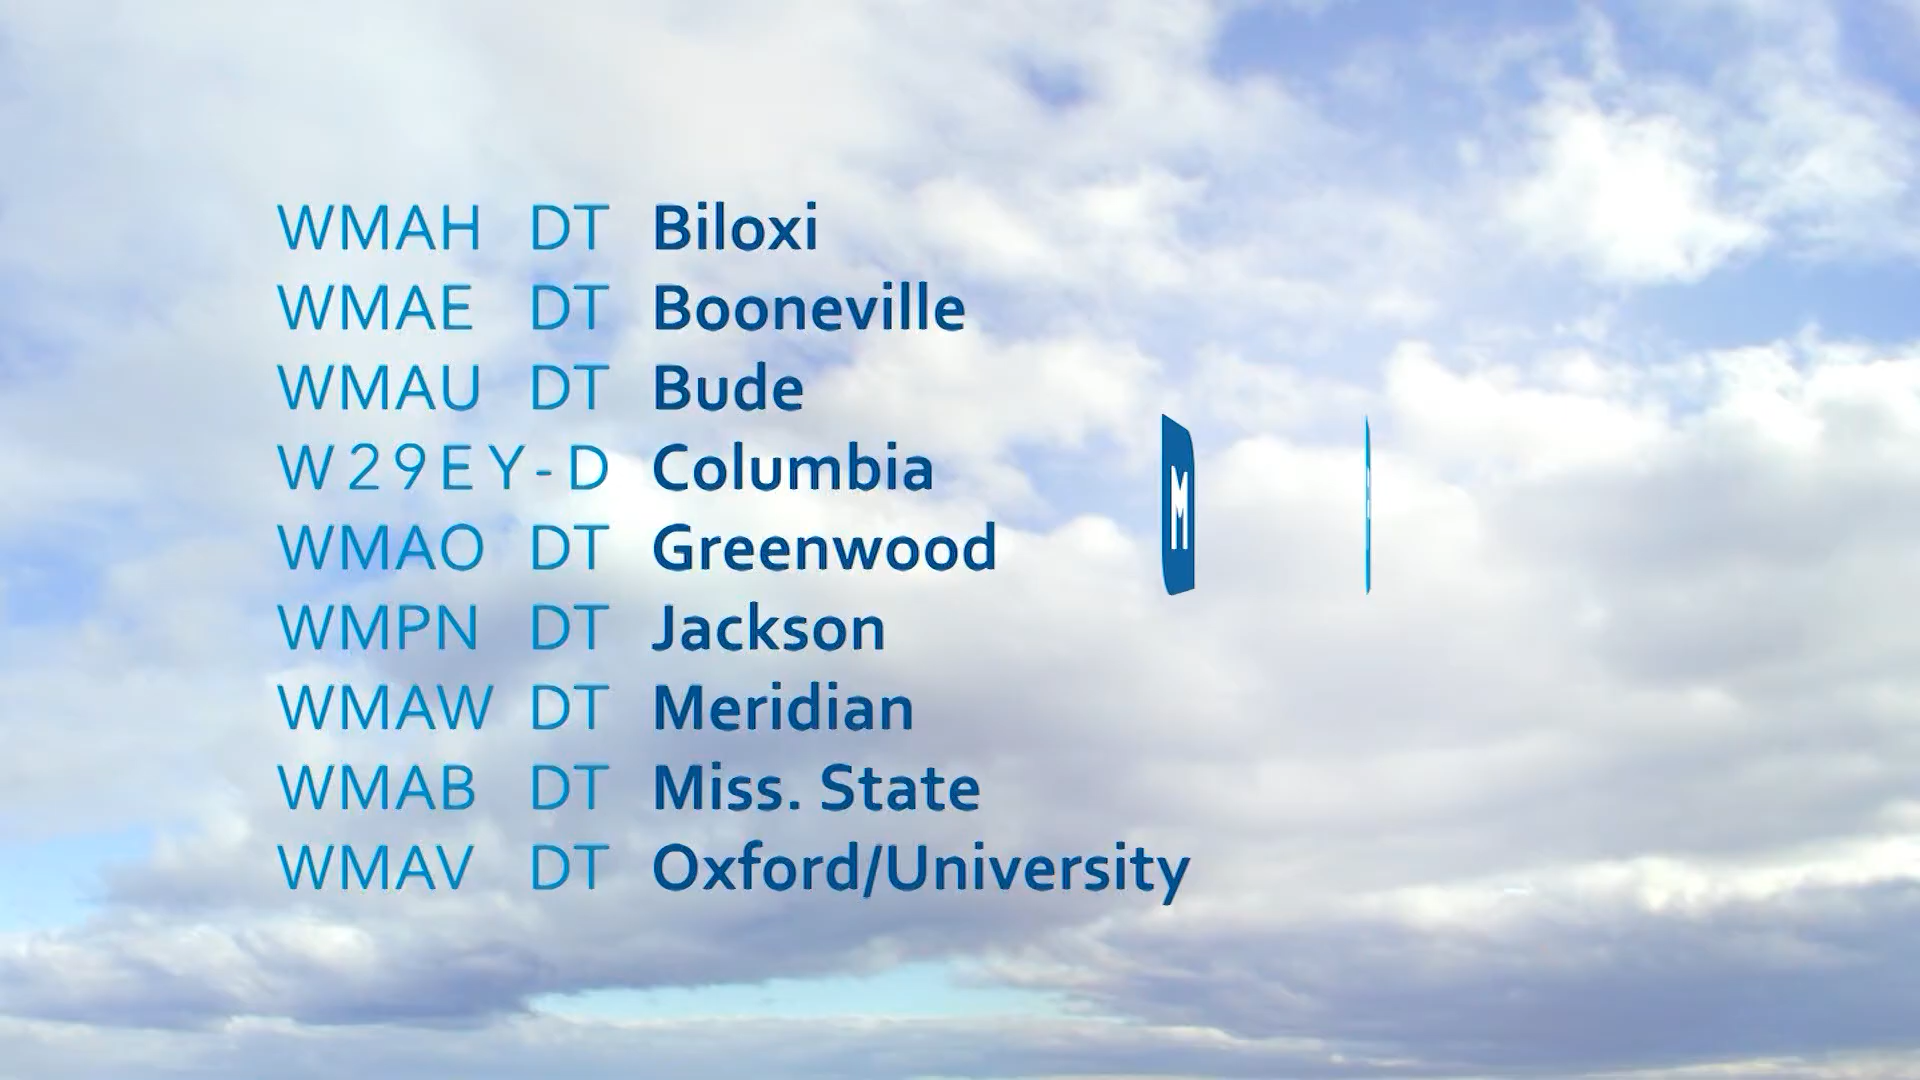 WMAH DT Biloxi
WMAE DT Booneville
WMAU DT Bude
W29EY-D Columbia
WMAO DT Greenwood
WMPN DT Jackson
WMAW DT Meridian
WMAB DT Miss. State
WMAV DT Oxford/University
M